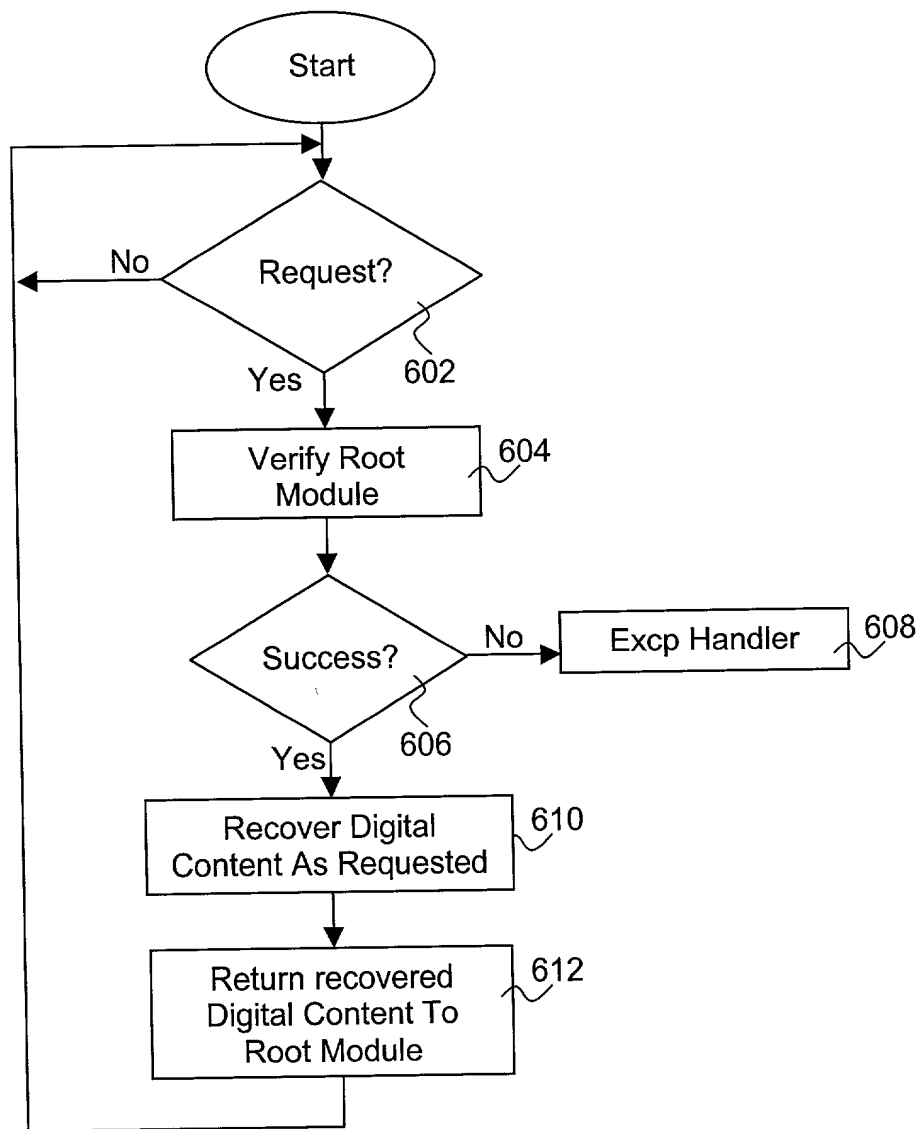 Start
Request?
No
602
Yes
Verify Root
Module
604
Success?
No
Excp Handler
608
606
Yes
Recover Digital
Content As Requested
610
Return recovered
Digital Content To
Root Module
612